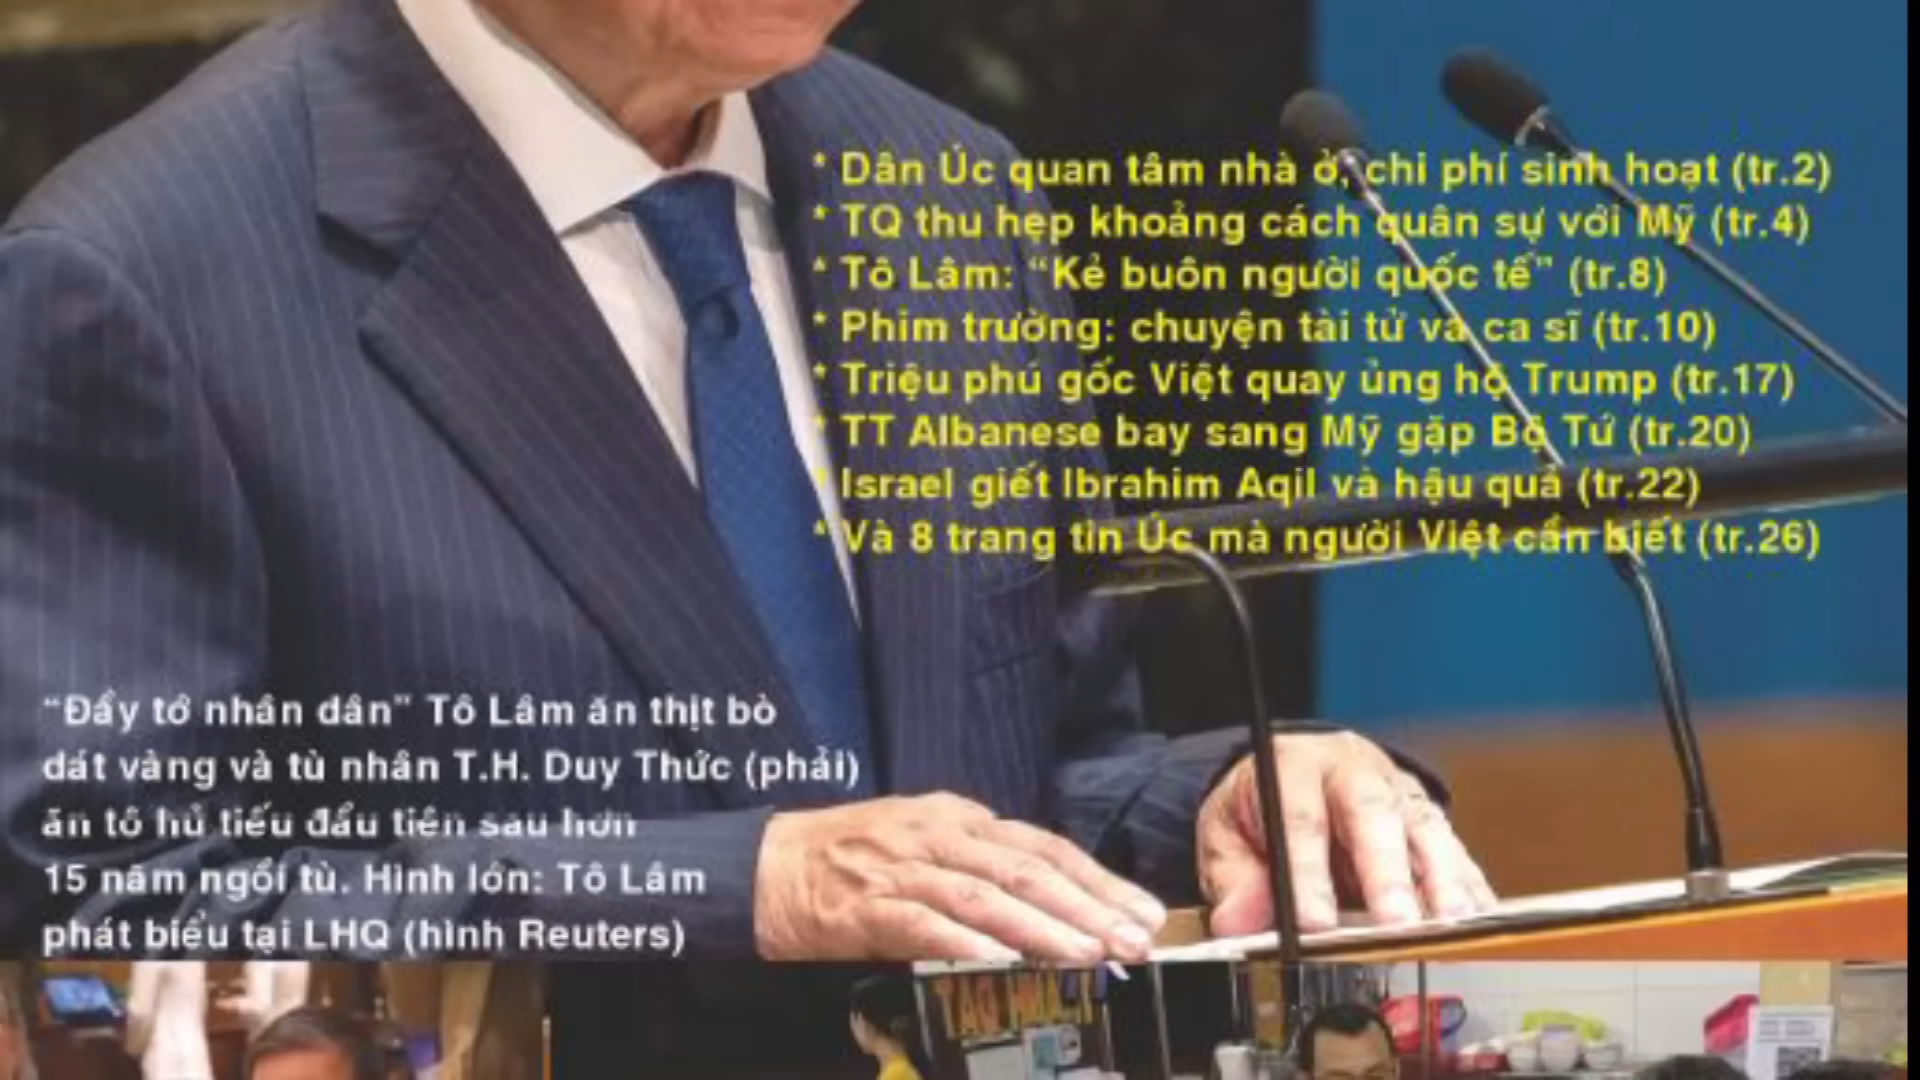 * Dân Úc quan tâm nhà ở, chi phí sinh hoạt (tr.2)
* TQ thu hẹp khoảng cách quân sự với Mỹ (tr.4)
* Tô Lâm: “Kẻ buôn người quốc tế” (tr.8)
* Phim trường: chuyện tài tử và ca sĩ (tr.10)
* Triệu phú gốc Việt quay ủng hộ Trump (tr.17)
* TT Albanese bay sang Mỹ gặp Bộ Tứ (tr.20)
* Israel giết Ibrahim Aqil và hậu quả (tr.22)
* Và 8 trang tin Úc mà người Việt cần biết (tr.26)
“Đầy tớ nhân dân” Tô Lâm ăn thịt bò
dát vàng và tù nhân T.H. Duy Thức (phải)
ăn tô hủ tiếu đầu tiên sau hơn
15 năm ngồi tù. Hình lớn: Tô Lâm
phát biểu tại LHQ (hình Reuters)